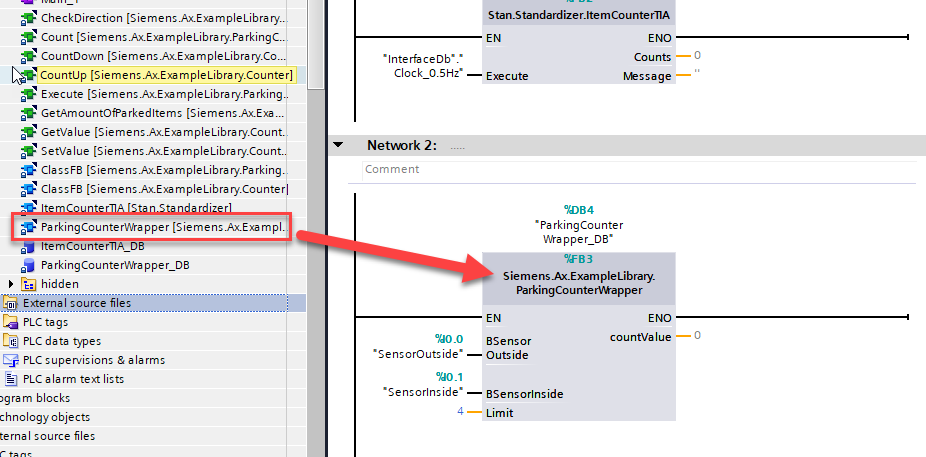 Main_1
CheckDirection [Siemens.Ax.ExampleLibrary...
Count [Siemens.Ax.ExampleLibrary.ParkingC...
CountDown [Siemens.Ax.ExampleLibrary.Co...
CountUp [Siemens.Ax.ExampleLibrary.Counter]
Execute [Siemens.Ax.ExampleLibrary.Parking...
GetAmountOfParkedItems [Siemens.Ax.Exa...
GetValue [Siemens.Ax.ExampleLibrary.Count...
SetValue [Siemens.Ax.ExampleLibrary.Count...
ClassFB [Siemens.Ax.ExampleLibrary.Parking...
ClassFB [Siemens.Ax.ExampleLibrary.Counter]
ItemCounterTIA [Stan.Standardizer]
ParkingCounterWrapper [Siemens.Ax.Exampl...
ItemCounterTIA_DB
ParkingCounterWrapper_DB
hidden
External source files
PLC tags
PLC data types
PLC supervisions & alarms
PLC alarm text lists
ogram blocks
chnology objects
ternal source files
C tags
%FB2
Stan.Standardizer.ItemCounterTIA
EN ENO
Counts 0
"InterfaceDb"."
Clock_0.5Hz" Execute Message ''
Network 2: .....
Comment
%DB4
"ParkingCounter
Wrapper_DB"
%FB3
Siemens.Ax.ExampleLibrary.
ParkingCounterWrapper
EN ENO
countValue 0
%I0.0
"SensorOutside" BSensor
Outside
%I0.1
"SensorInside" BSensorInside
4 Limit